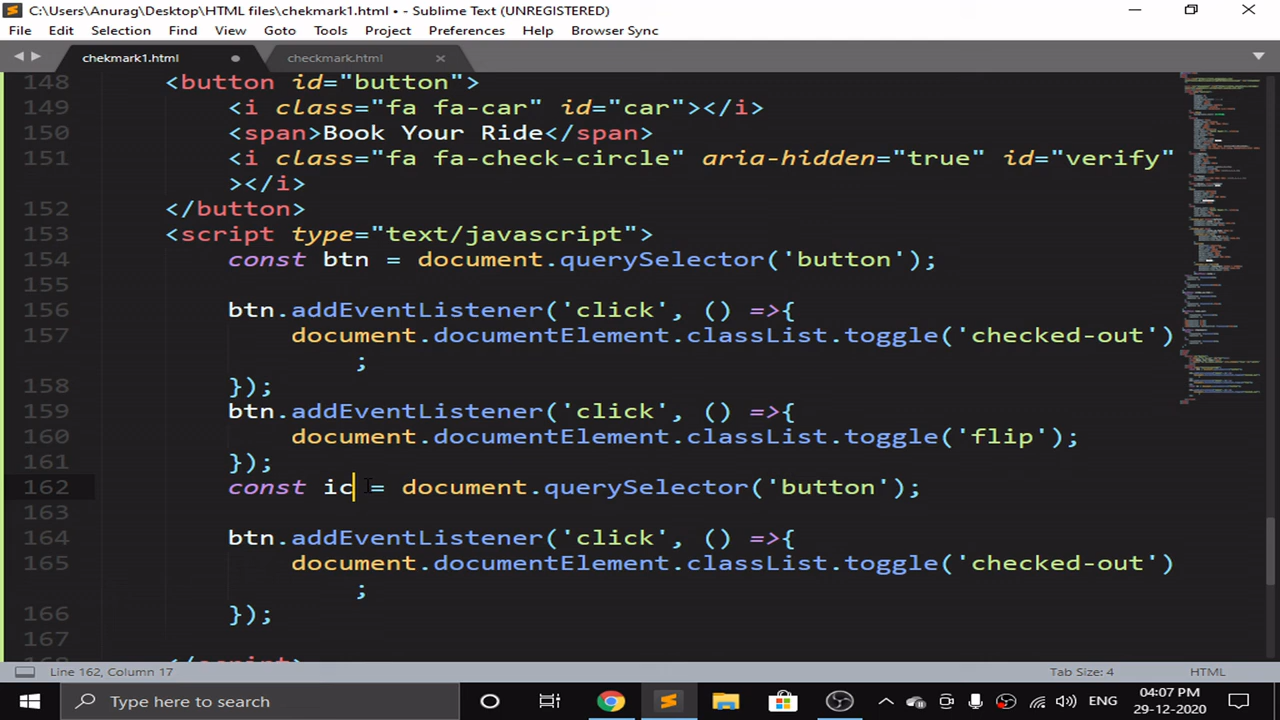 C:\Users\Anurag\Desktop\HTML files\chekmark1.html • - Sublime Text (UNREGISTERED)
File Edit Selection Find View Goto Tools Project Preferences Help Browser Sync
chekmark1.html checkmark.html
148 <button id="button">
149 <i class="fa fa-car" id="car"></i>
150 <span>Book Your Ride</span>
151 <i class="fa fa-check-circle" aria-hidden="true" id="verify"
></i>
152 </button>
153 <script type="text/javascript">
154 const btn = document.querySelector('button');
155
156 btn.addEventListener('click', () =>{
157 document.documentElement.classList.toggle('checked-out')
;
158 });
159 btn.addEventListener('click', () =>{
160 document.documentElement.classList.toggle('flip');
161 });
162 const ic = document.querySelector('button');
163
164 btn.addEventListener('click', () =>{
165 document.documentElement.classList.toggle('checked-out')
;
166 });
167
168 </script>
Line 162, Column 17 Tab Size: 4 HTML
Type here to search ENG 04:07 PM
29-12-2020